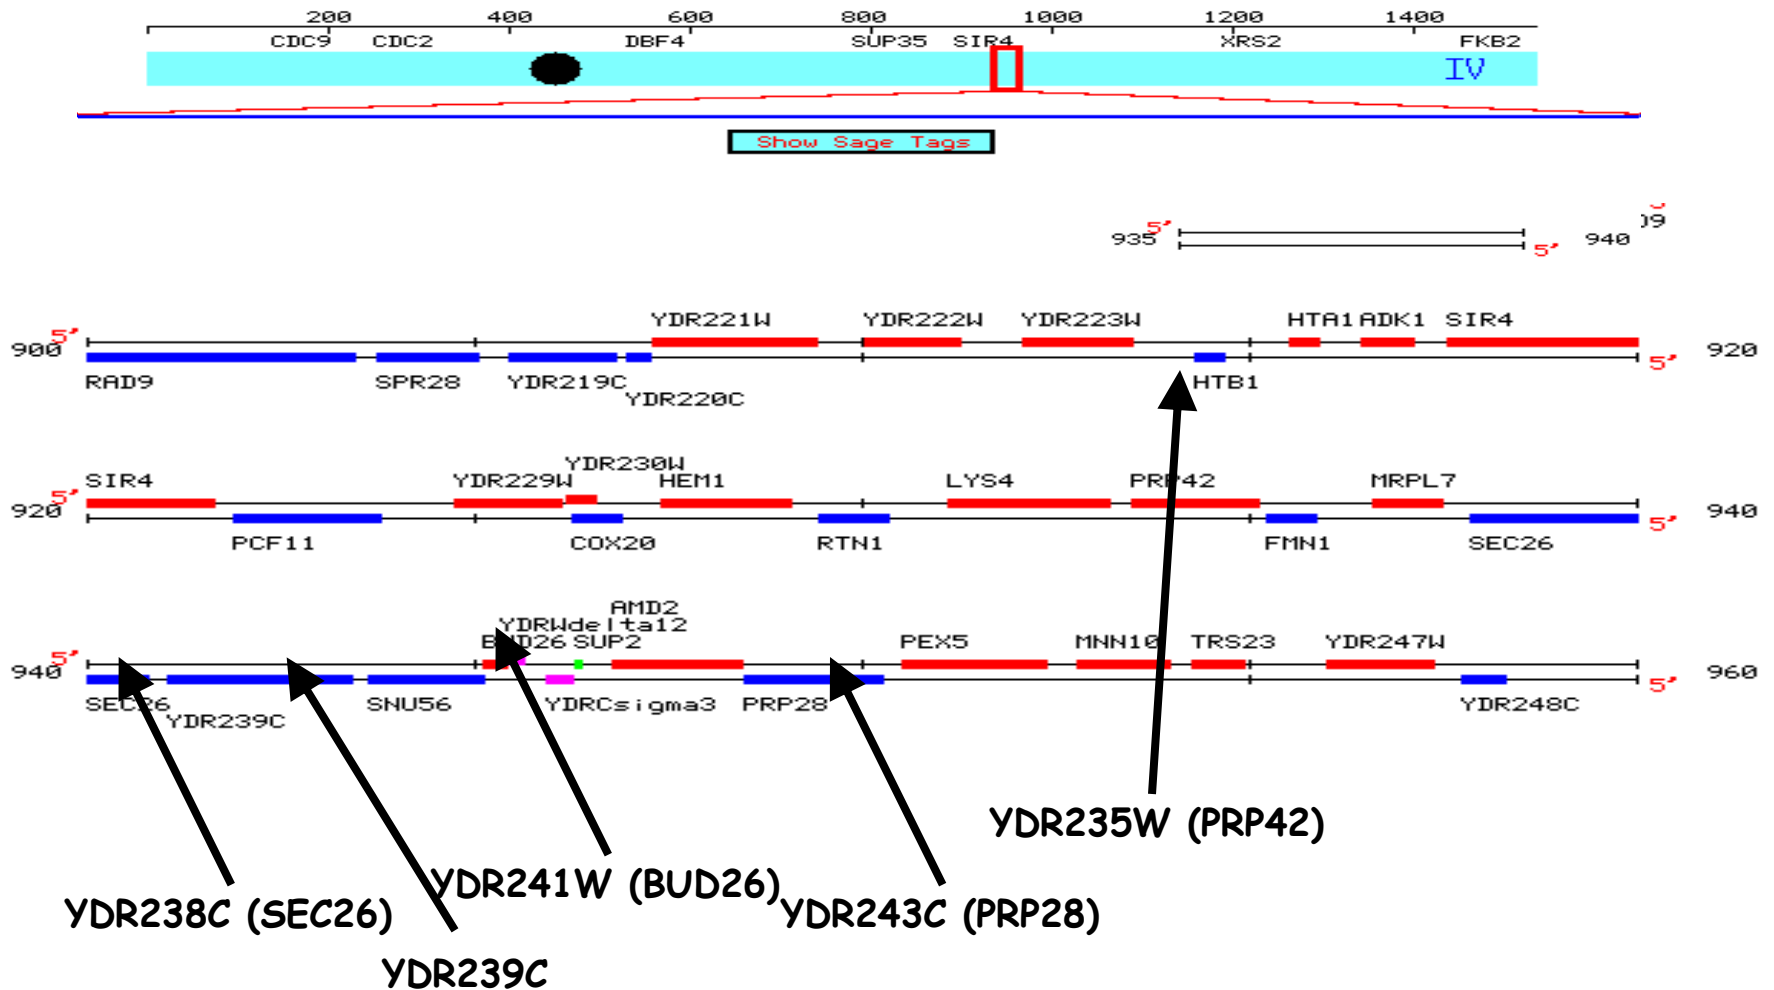 200 400 600 800 1000 1200 1400
CDC9 CDC2 DBF4 SUP35 SIR4 XRS2 FKB2
IV
Show Sage Tags
935 5' 5' 940
YDR221W YDR222W YDR223W HTA1 ADK1 SIR4
900 5' 5' 920
RAD9 SPR28 YDR219C HTB1
YDR220C
YDR230W
SIR4 YDR229W HEM1 LYS4 PRP42 MRPL7
920 5' 5' 940
PCF11 COX20 RTN1 FMN1 SEC26
AMD2
YDRWdelta12
BUD26 SUP2 PEX5 MNN10 TRS23 YDR247W
940 5' 5' 960
SEC26 SNU56 YDRCsigma3 PRP28 YDR248C
YDR239C
YDR235W (PRP42)
YDR241W (BUD26)
YDR238C (SEC26) YDR243C (PRP28)
YDR239C